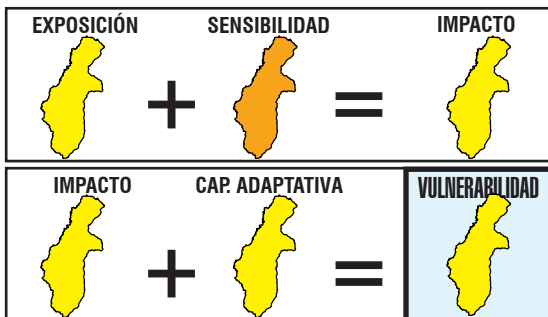 EXPOSICIÓN SENSIBILIDAD IMPACTO
+ =
IMPACTO CAP. ADAPTATIVA VULNERABILIDAD
+ =